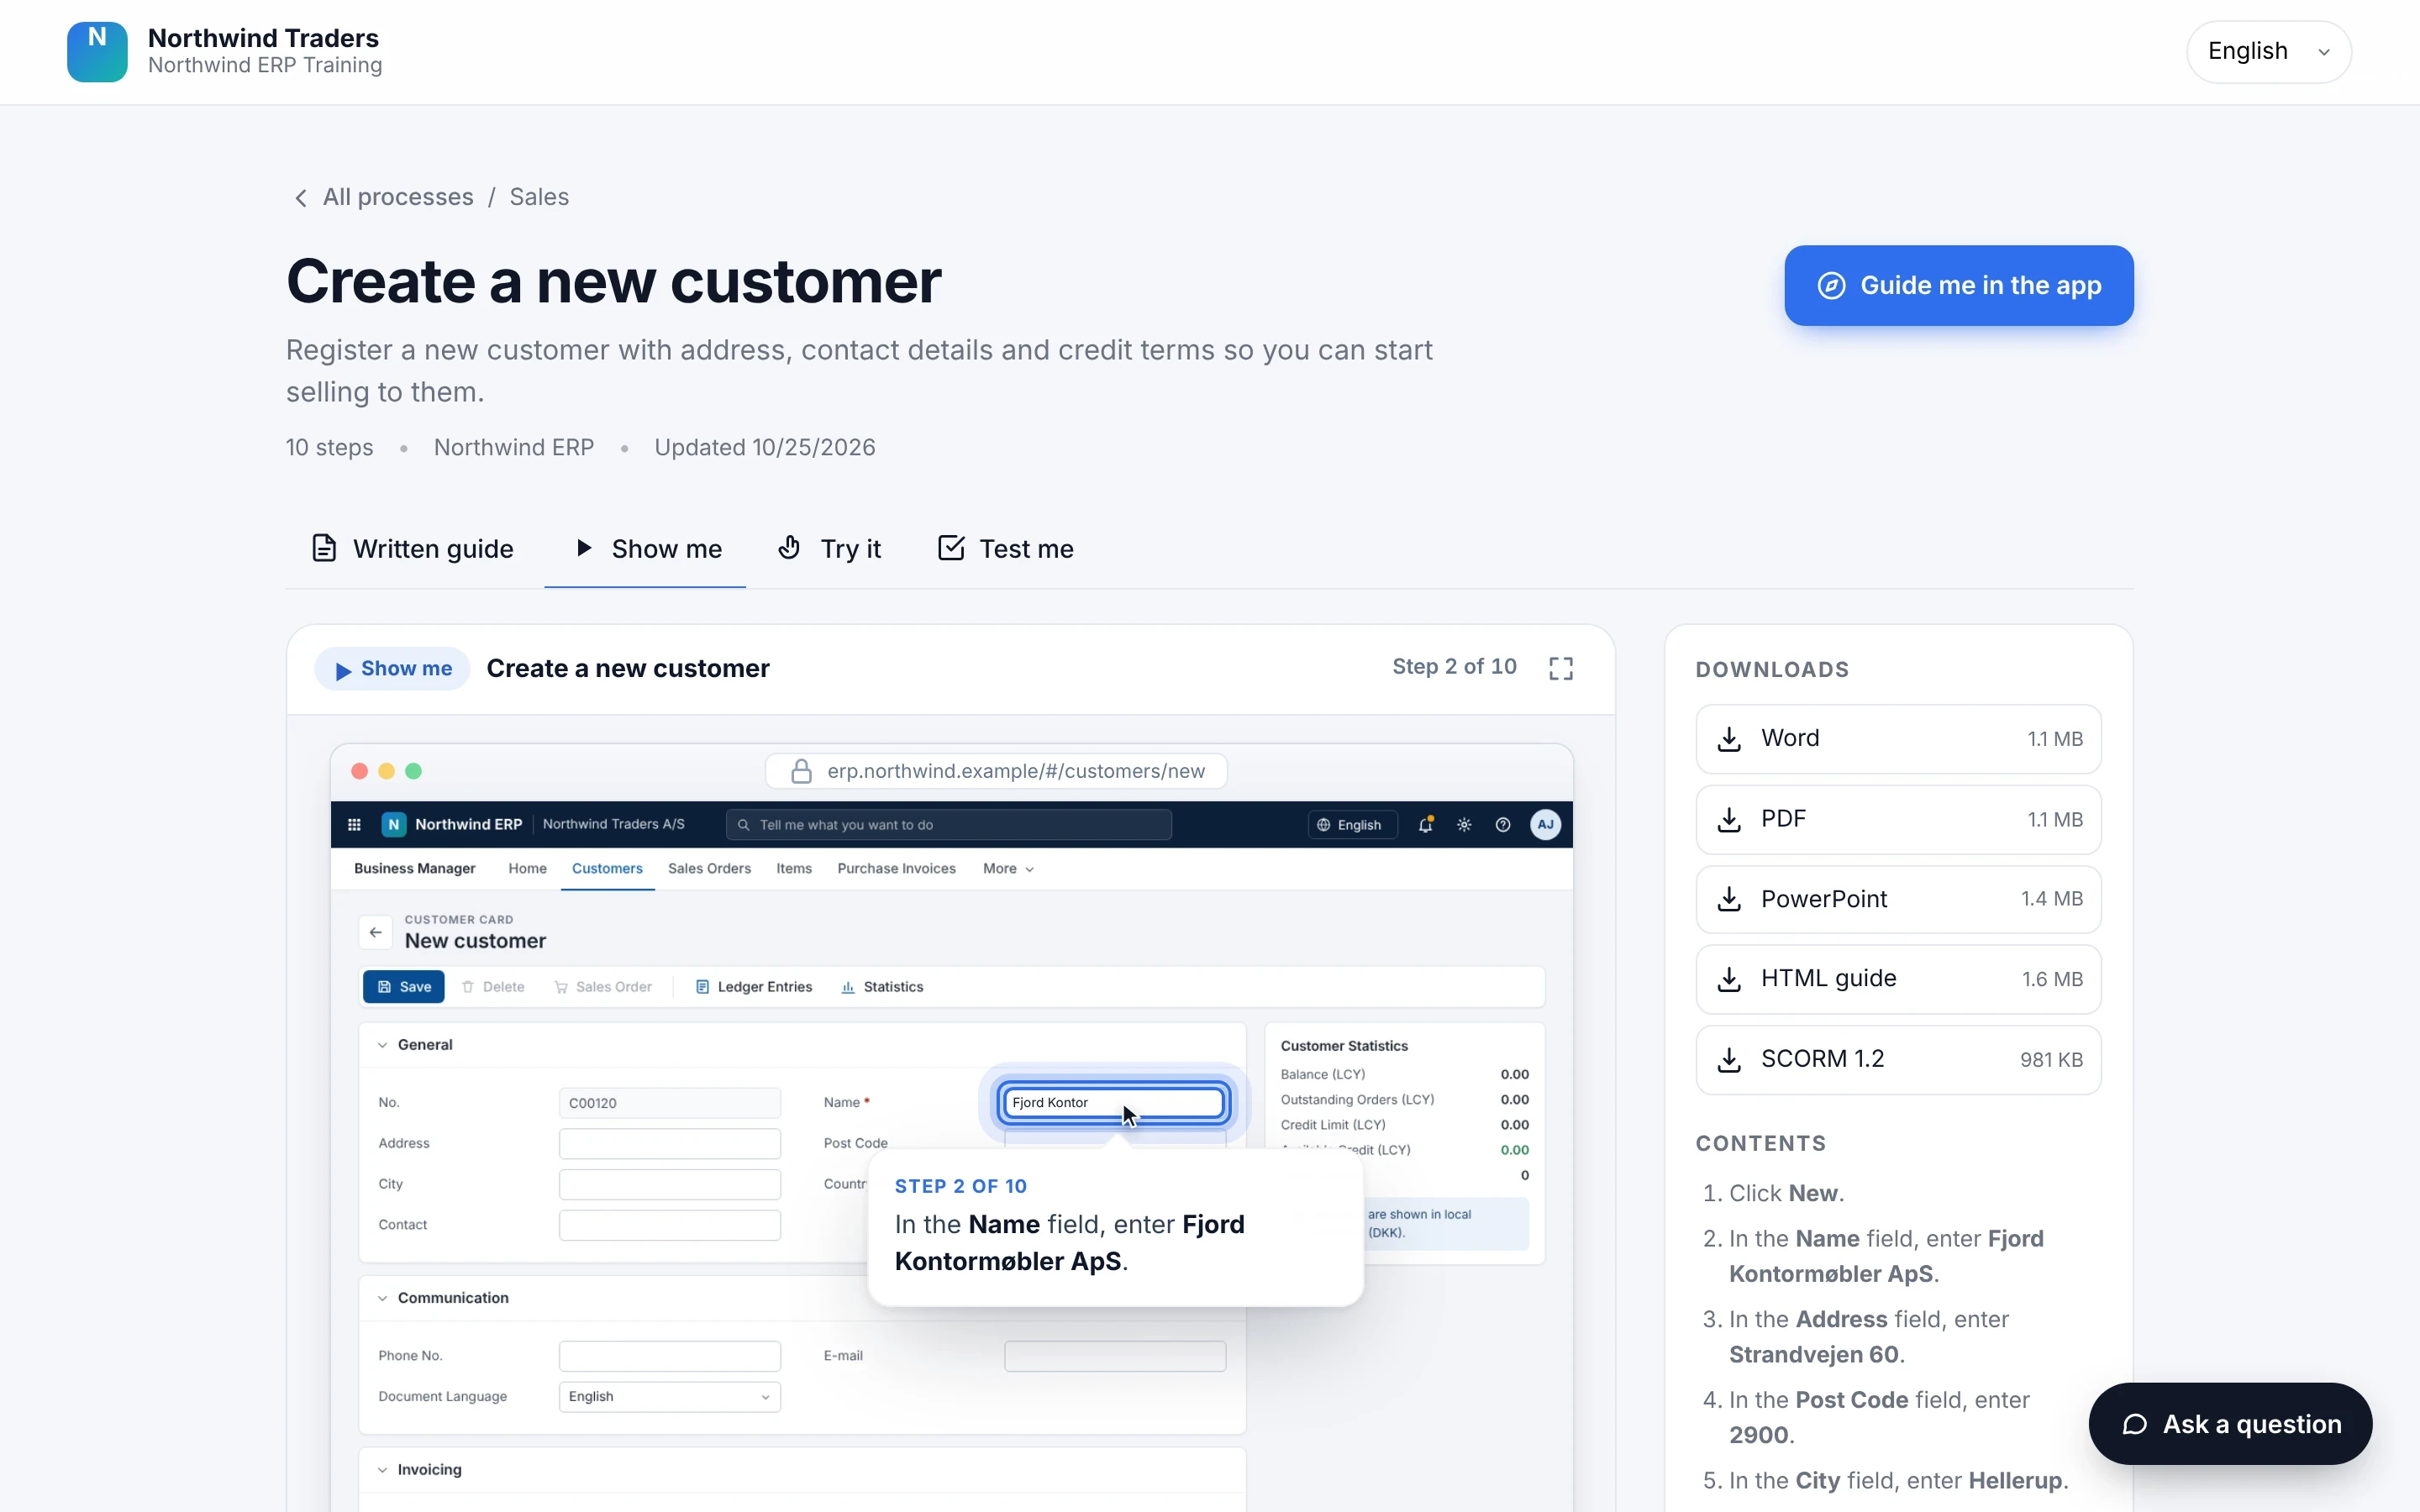 N
Northwind Traders
Northwind ERP Training
English
All processes / Sales
Create a new customer
Guide me in the app
Register a new customer with address, contact details and credit terms so you can start
selling to them.
10 steps • Northwind ERP • Updated 10/25/2026
Written guide
Show me
Try it
Test me
Show me
Create a new customer
Step 2 of 10
erp.northwind.example/#/customers/new
N
Northwind ERP
Northwind Traders A/S
Tell me what you want to do
English
AJ
Business Manager
Home
Customers
Sales Orders
Items
Purchase Invoices
More
CUSTOMER CARD
New customer
Save
Delete
Sales Order
Ledger Entries
Statistics
General
No.
C00120
Name *
Fjord Kontor
Address
Post Code
City
Contact
STEP 2 OF 10
In the Name field, enter Fjord
Kontormøbler ApS.
Customer Statistics
Balance (LCY) 0.00
Outstanding Orders (LCY) 0.00
Credit Limit (LCY) 0.00
(LCY) 0.00
0
are shown in local
(DKK).
Communication
Phone No.
E-mail
Document Language
English
Invoicing
DOWNLOADS
Word 1.1 MB
PDF 1.1 MB
PowerPoint 1.4 MB
HTML guide 1.6 MB
SCORM 1.2 981 KB
CONTENTS
1. Click New.
2. In the Name field, enter Fjord
Kontormøbler ApS.
3. In the Address field, enter
Strandvejen 60.
4. In the Post Code field, enter
2900.
5. In the City field, enter Hellerup.
Ask a question